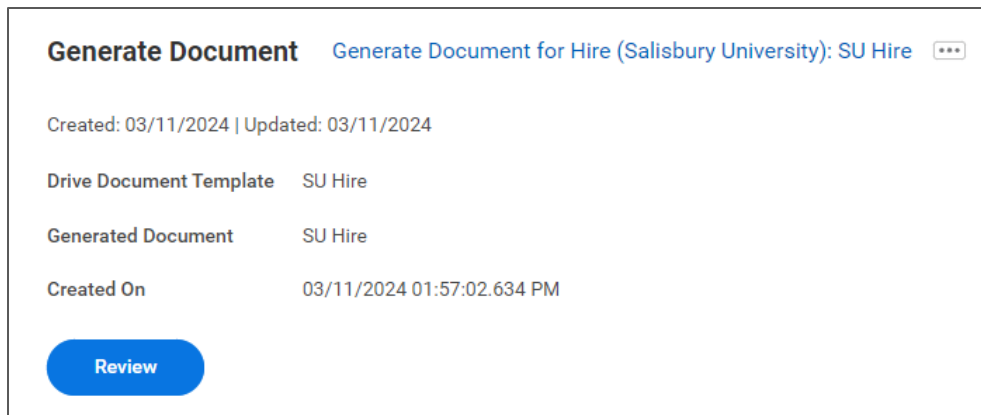 Generate Document Generate Document for Hire (Salisbury University): SU Hire
Created: 03/11/2024 | Updated: 03/11/2024
Drive Document Template SU Hire
Generated Document SU Hire
Created On 03/11/2024 01:57:02.634 PM
Review